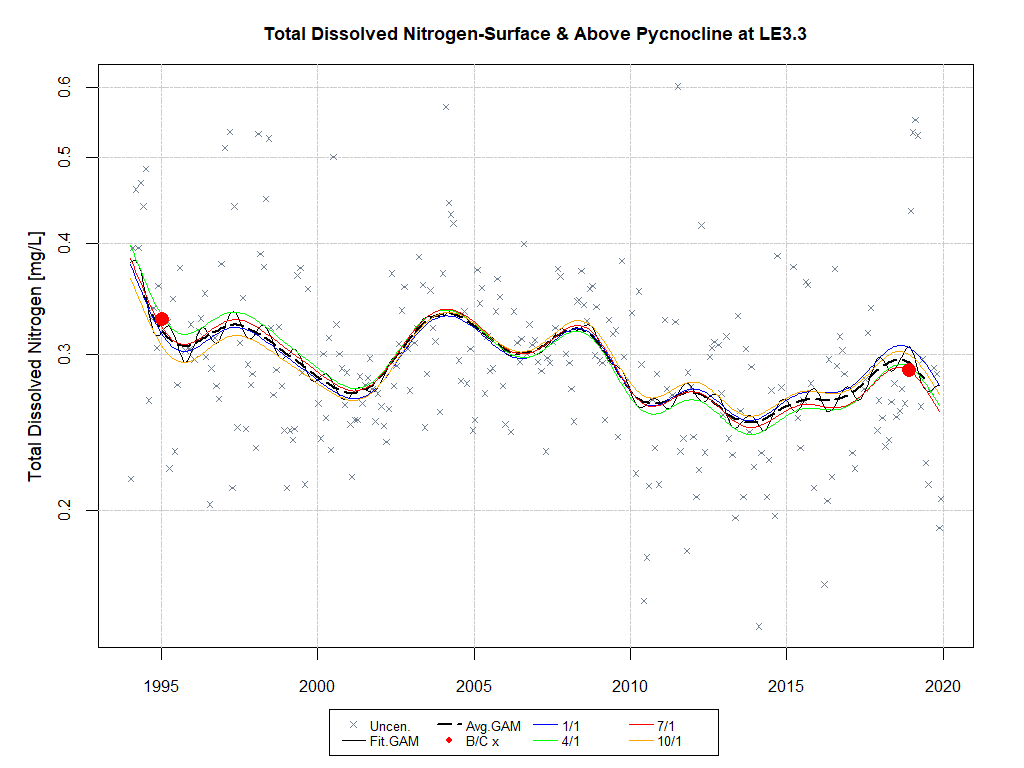 Total Dissolved Nitrogen-Surface & Above Pycnocline at LE3.3
Total Dissolved Nitrogen [mg/L]
0.6
0.5
0.4
0.3
0.2
1995 2000 2005 2010 2015 2020
Uncen. Avg.GAM 1/1 7/1
Fit.GAM B/C x 4/1 10/1